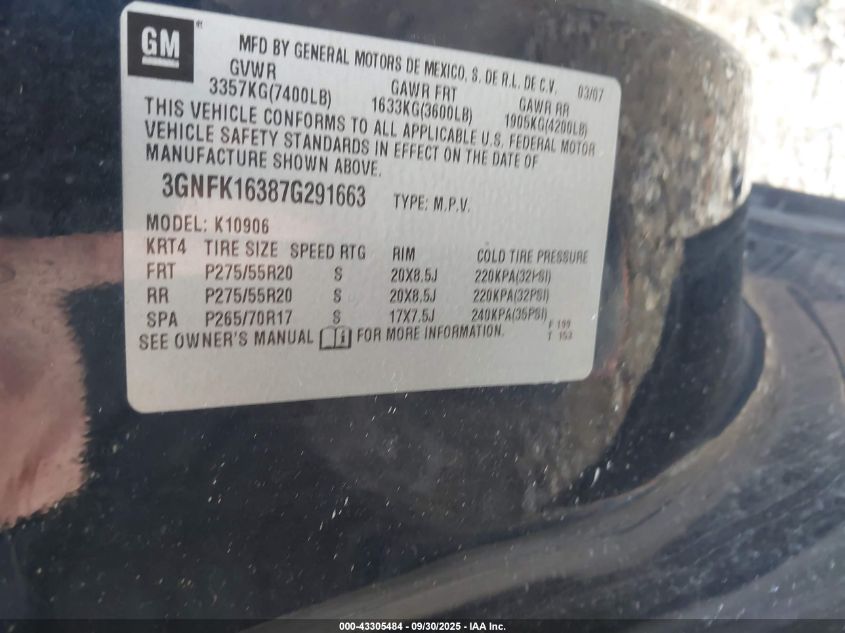 GM
MFD BY GENERAL MOTORS DE MEXICO, S. DE R.L. DE C.V. 03/07
GVWR GAWR FRT GAWR RR
3357KG(7400LB) 1633KG(3600LB) 1905KG(4200LB)
THIS VEHICLE CONFORMS TO ALL APPLICABLE U.S. FEDERAL MOTOR
VEHICLE SAFETY STANDARDS IN EFFECT ON THE DATE OF
MANUFACTURE SHOWN ABOVE.
3GNFK16387G291663 TYPE: M.P.V.
MODEL: K10906
KRT4 TIRE SIZE SPEED RTG RIM COLD TIRE PRESSURE
FRT P275/55R20 S 20X8.5J 220KPA(32PSI)
RR P275/55R20 S 20X8.5J 220KPA(32PSI)
SPA P265/70R17 17X7.5J 240KPA(35PSI)
SEE OWNER'S MANUAL FOR MORE INFORMATION.
F 199
T 153
000-43305484 - 09/30/2025 - IAA Inc.